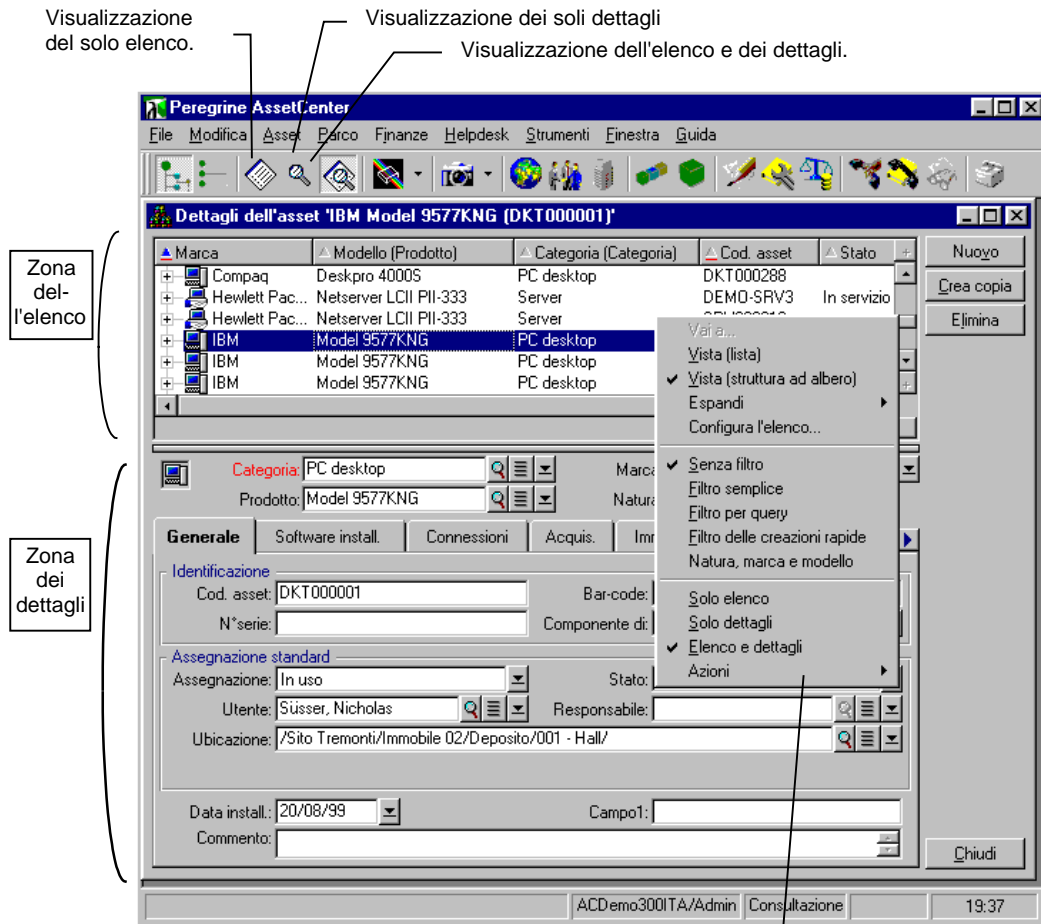 Visualizzazione
del solo elenco.
Visualizzazione dei soli dettagli
Visualizzazione dell'elenco e dei dettagli.
Peregrine AssetCenter
File Modifica Asset Parco Finanze Helpdesk Strumenti Finestra Guida
Dettagli dell'asset 'IBM Model 9577KNG (DKT000001)'
Zona
del-
l'elenco
Marca Modello (Prodotto) Categoria (Categoria) Cod. asset Stato
Compaq Deskpro 4000S PC desktop DKT000288
Hewlett Pac... Netserver LCII PII-333 Server DEMO-SRV3 In servizio
Hewlett Pac... Netserver LCII PII-333 Server
IBM Model 9577KNG PC desktop
IBM Model 9577KNG PC desktop
IBM Model 9577KNG PC desktop
Nuovo
Crea copia
Elimina
Vai a...
Vista (lista)
Vista (struttura ad albero)
Espandi
Configura l'elenco...
Senza filtro
Filtro semplice
Filtro per query
Filtro delle creazioni rapide
Natura, marca e modello
Solo elenco
Solo dettagli
Elenco e dettagli
Azioni
Zona
dei
dettagli
Categoria: PC desktop Marca
Prodotto: Model 9577KNG Natura
Generale Software install. Connessioni Acquis. Imm
Identificazione
Cod. asset: DKT000001 Bar-code:
N°serie: Componente di:
Assegnazione standard
Assegnazione: In uso Stato:
Utente: Süsser, Nicholas Responsabile:
Ubicazione: /Sito Tremonti/Immobile 02/Deposito/001 - Hall/
Data install.: 20/08/99 Campo1:
Commento:
Chiudi
ACDemo300ITA/Admin Consultazione 19:37